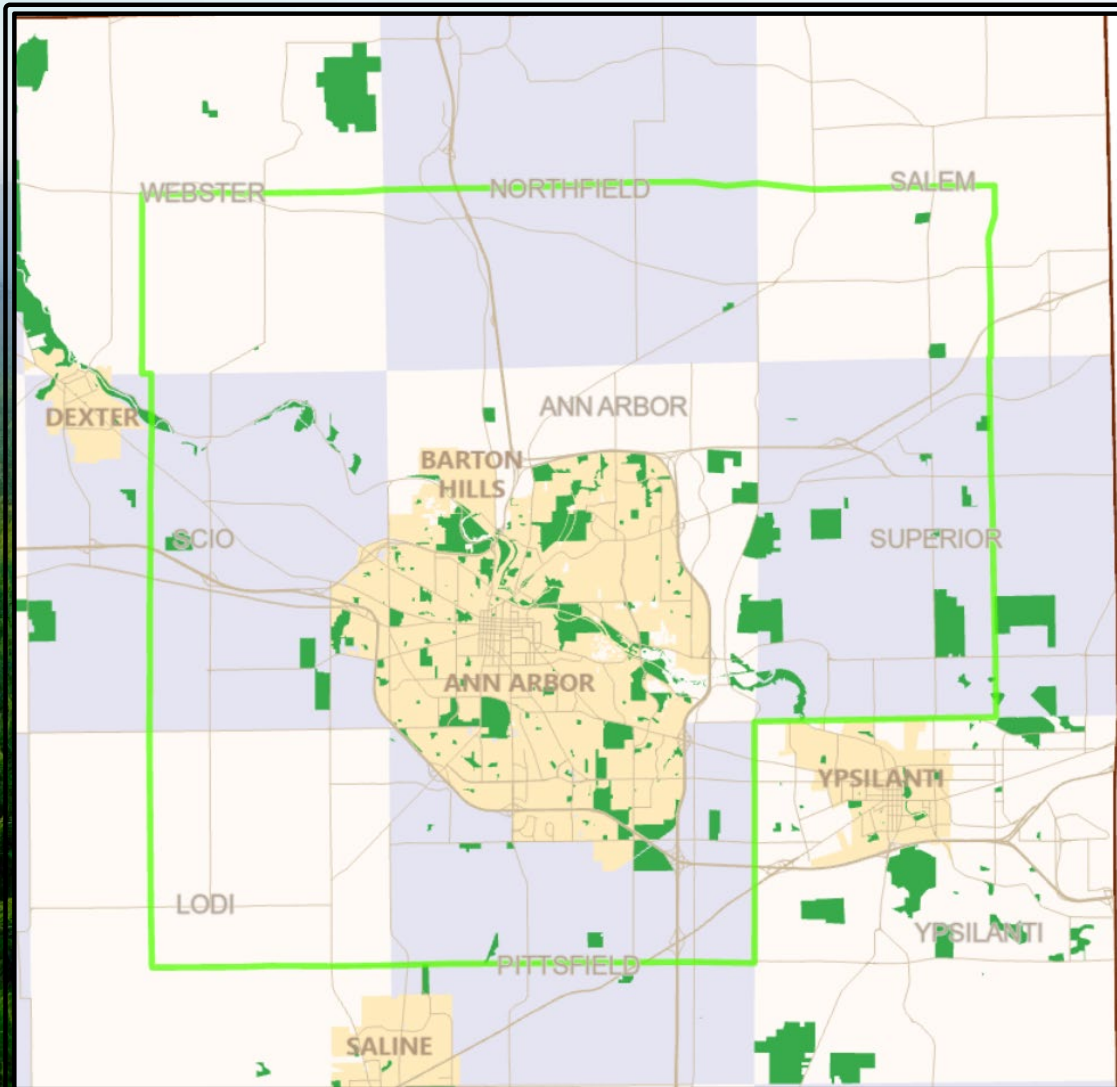 WEBSTER
NORTHFIELD
SALEM
DEXTER
ANN ARBOR
BARTON
HILLS
SCIO
SUPERIOR
ANN ARBOR
YPSILANTI
LODI
YPSILANTI
PITTSFIELD
SALINE